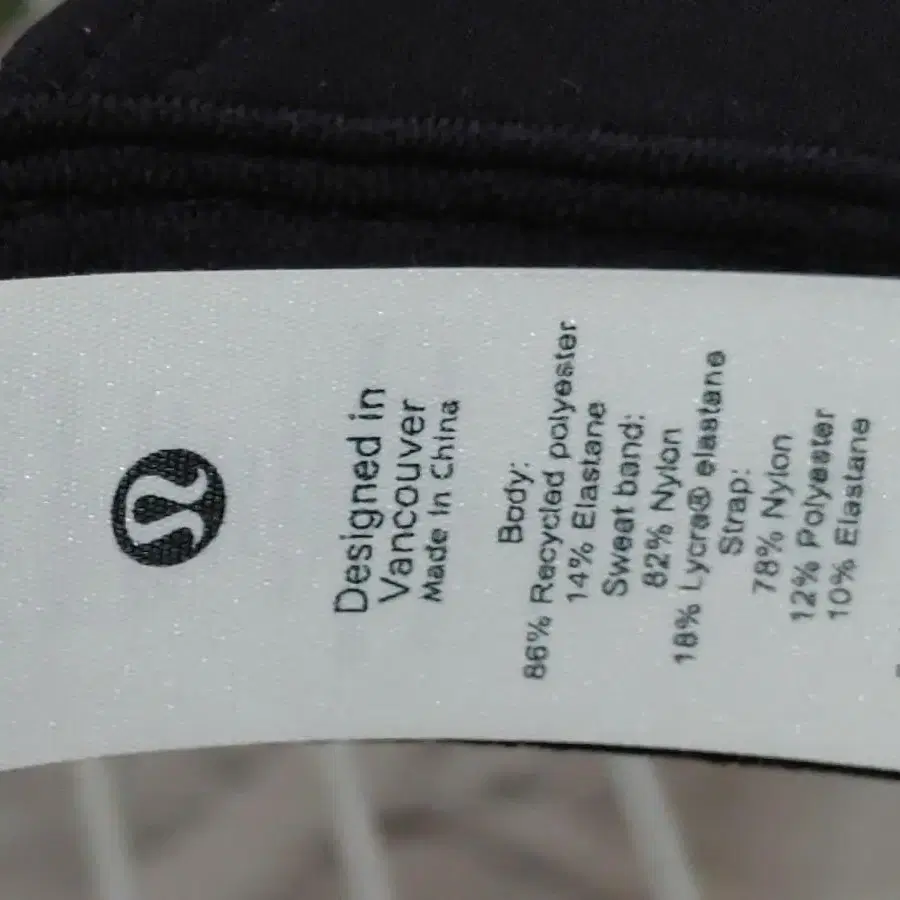 Designed in
Vancouver
Made in China
Body:
86% Recycled polyester
14% Elastane
Sweat band:
82% Nylon
18% Lycra® elastane
Strap:
78% Nylon
12% Polyester
10% Elastane